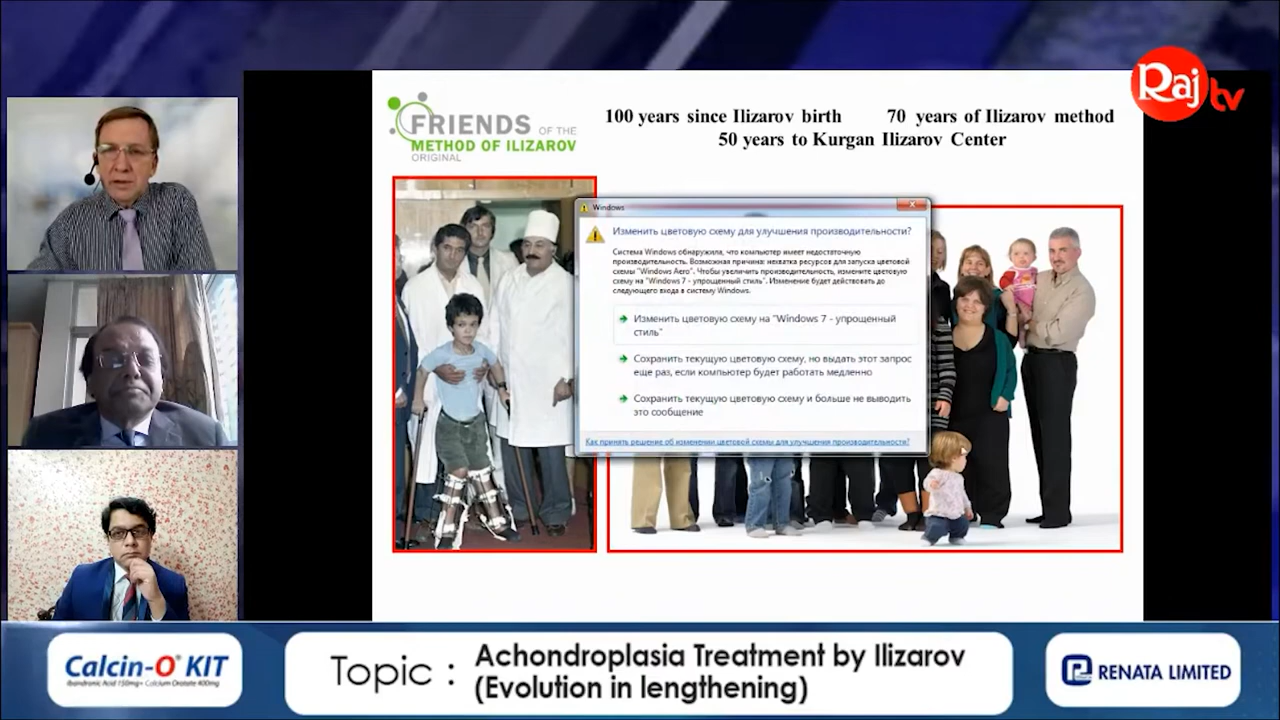 Raj tv
FRIENDS OF THE
METHOD OF ILIZAROV
ORIGINAL
100 years since Ilizarov birth 70 years of Ilizarov method
50 years to Kurgan Ilizarov Center
Windows
Изменить цветовую схему для улучшения производительности?
Система Windows обнаружила, что компьютер имеет недостаточную
производительность. Возможная причина: нехватка ресурсов для запуска цветовой
схемы "Windows Aero". Чтобы увеличить производительность, измените цветовую
схему на "Windows 7 - упрощенный стиль". Изменение будет действовать до
следующего входа в систему Windows.
Изменить цветовую схему на "Windows 7 - упрощенный
стиль"
Сохранить текущую цветовую схему, но выдать этот запрос
еще раз, если компьютер будет работать медленно
Сохранить текущую цветовую схему и больше не выводить
это сообщение
Как принять решение об изменении цветовой схемы для улучшения производительности?
Calcin-O® KIT
Ibandronic Acid 150mg+ Calcium Orotate 400mg
Topic : Achondroplasia Treatment by Ilizarov
(Evolution in lengthening)
RENATA LIMITED